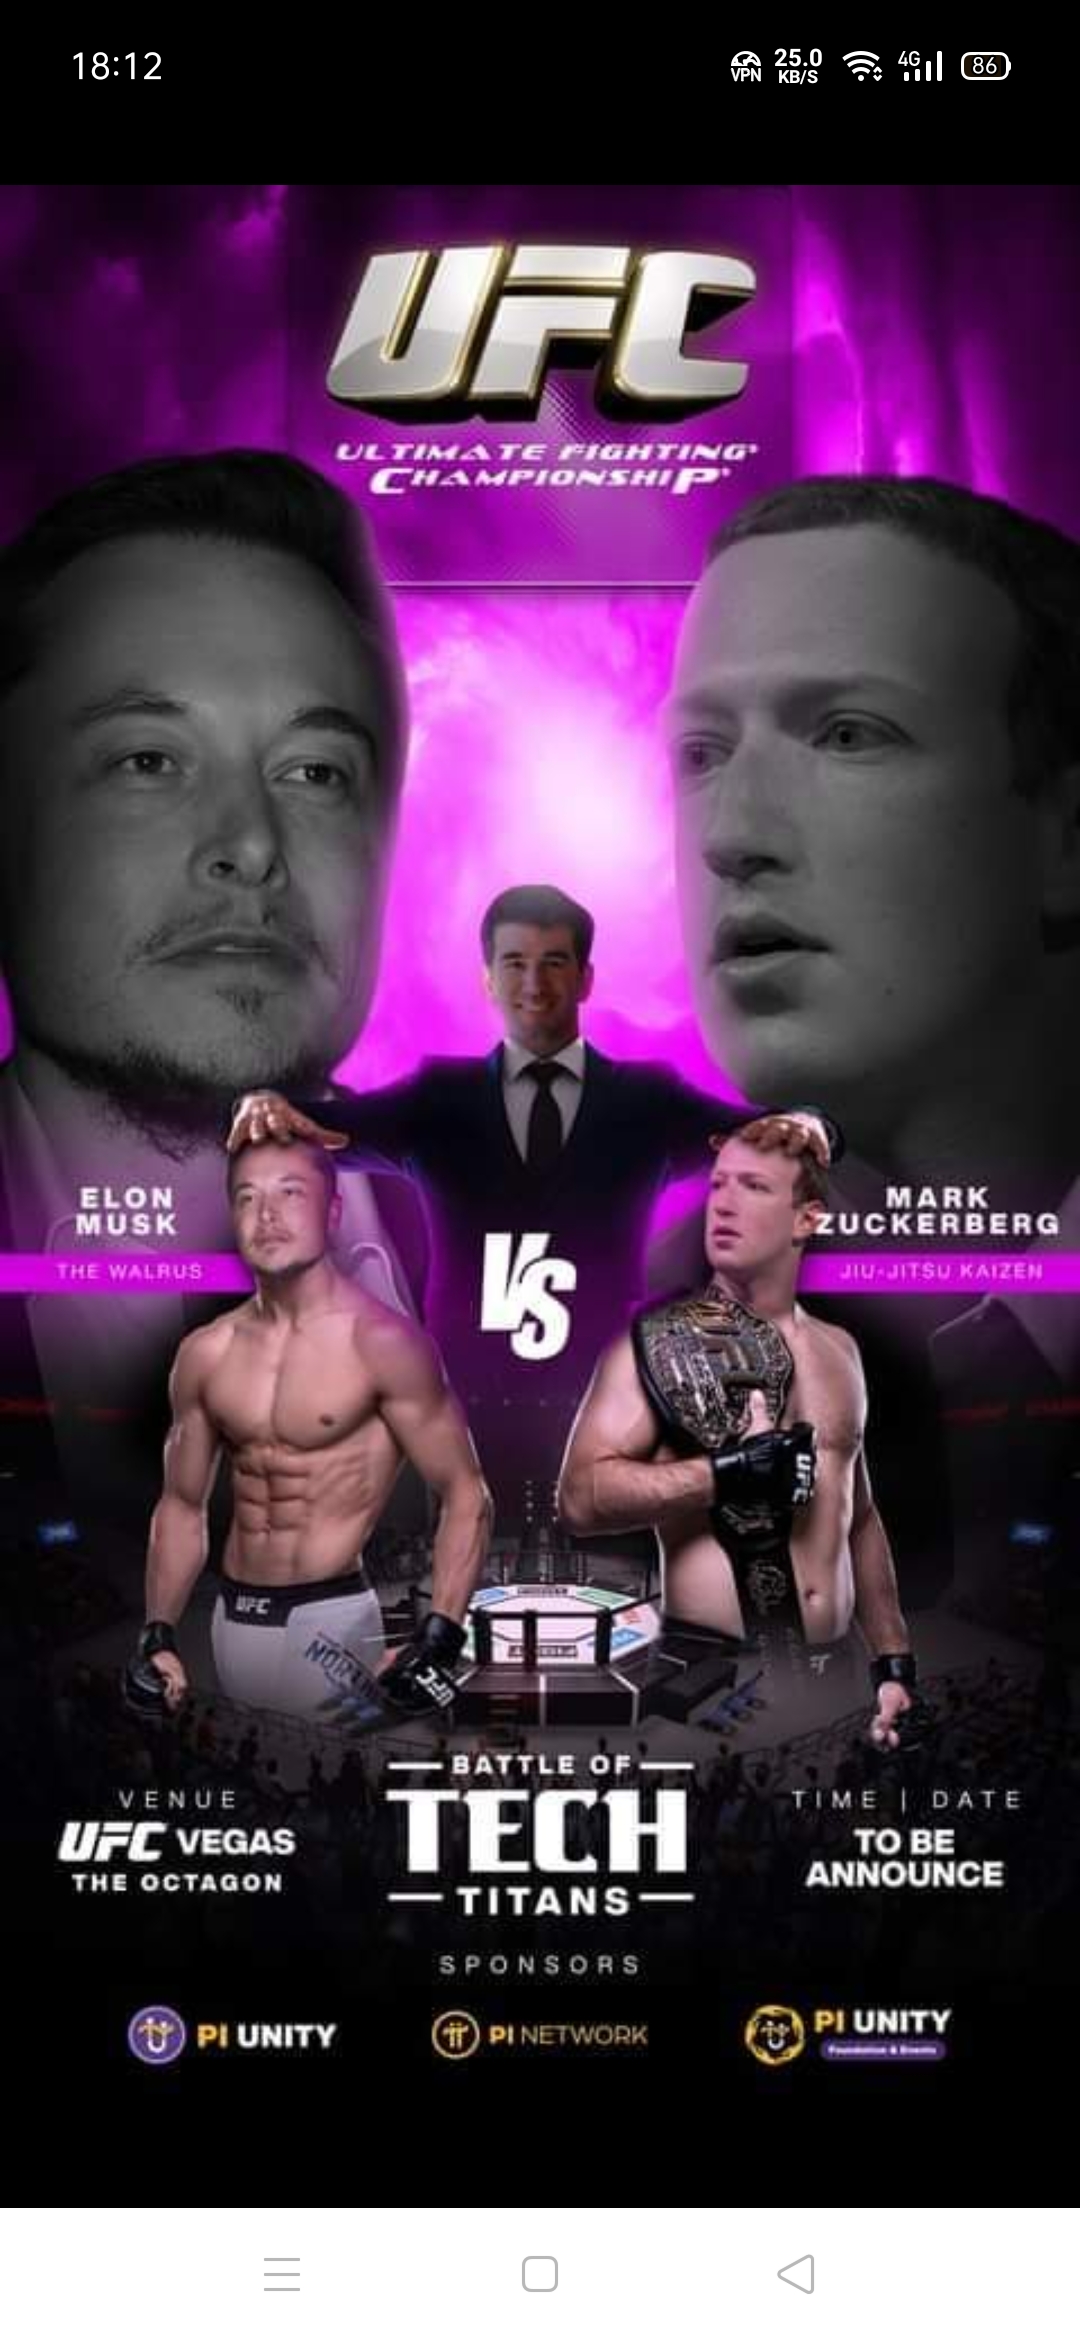 18:12
VPN
25.0
KB/S
4G
86
UFC
ULTIMATE FIGHTING
CHAMPIONSHIP
ELON
MUSK
THE WALRUS
MARK
ZUCKERBERG
JIU-JITSU KAIZEN
VS
UFC
UFC
UFC
BATTLE OF
TECH
TITANS
VENUE
UFC VEGAS
THE OCTAGON
TIME | DATE
TO BE
ANNOUNCE
SPONSORS
PI UNITY
PI NETWORK
PI UNITY
Foundation & Events